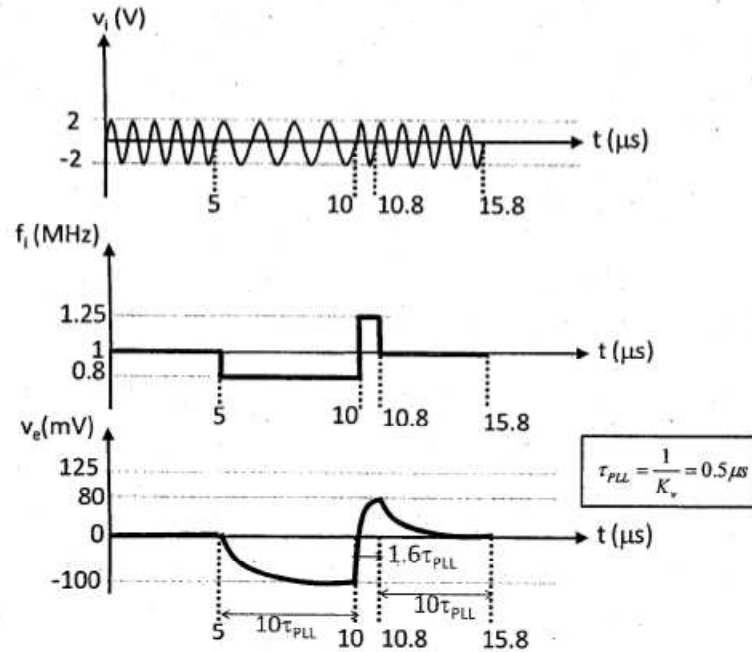 v_i (V)
2
-2
t (μs)
5
10
10.8
15.8
f_i (MHz)
1.25
1
0.8
t (μs)
5
10
10.8
15.8
v_e(mV)
125
80
0
-100
t (μs)
1.6τ_PLL
10τ_PLL
10τ_PLL
5
10
10.8
15.8
τ_PLL = 1/K_v = 0.5μs